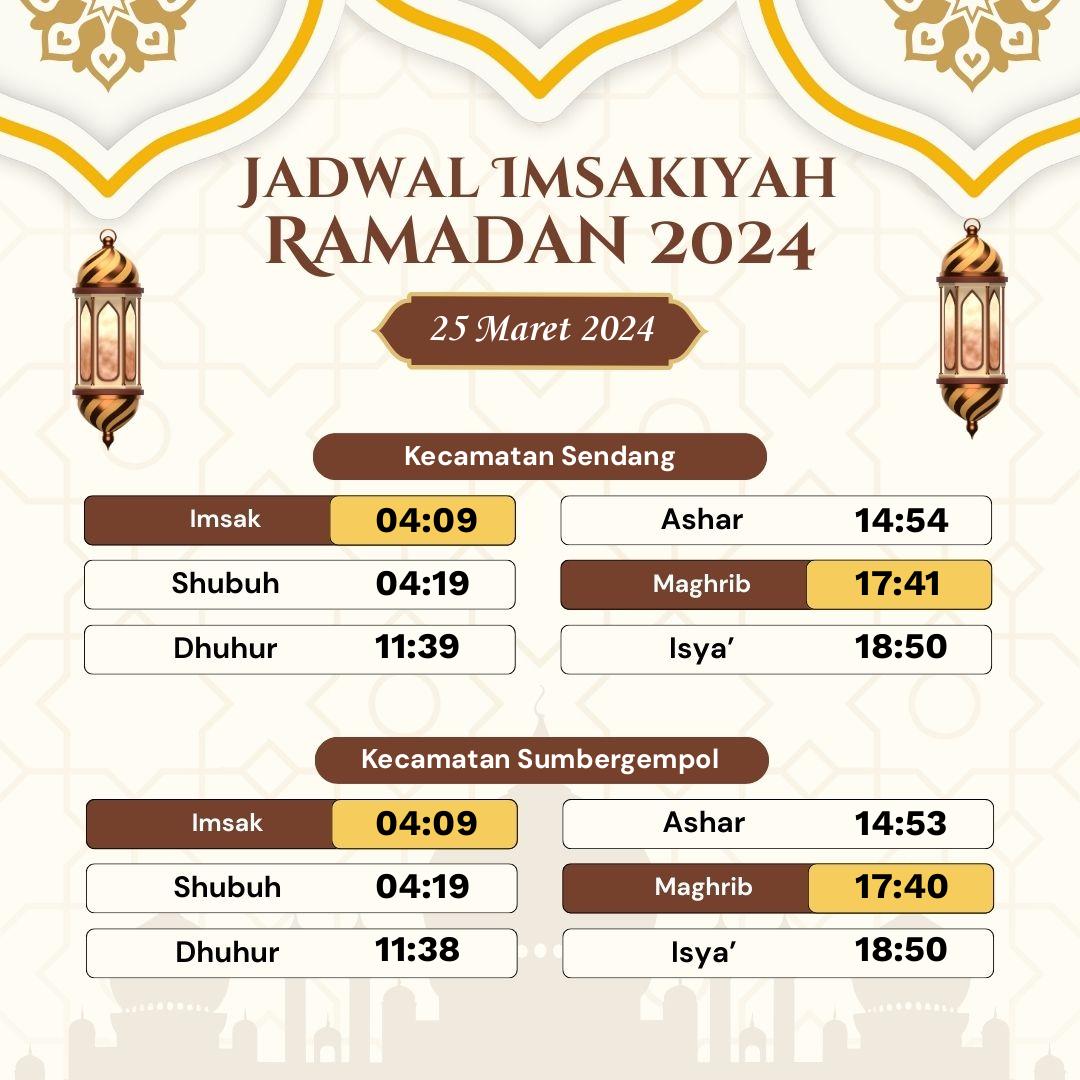 Jadwal Imsakiyah
Ramadan 2024
25 Maret 2024
Kecamatan Sendang
Imsak 04:09
Shubuh 04:19
Dhuhur 11:39
Ashar 14:54
Maghrib 17:41
Isya’ 18:50
Kecamatan Sumbergempol
Imsak 04:09
Shubuh 04:19
Dhuhur 11:38
Ashar 14:53
Maghrib 17:40
Isya’ 18:50